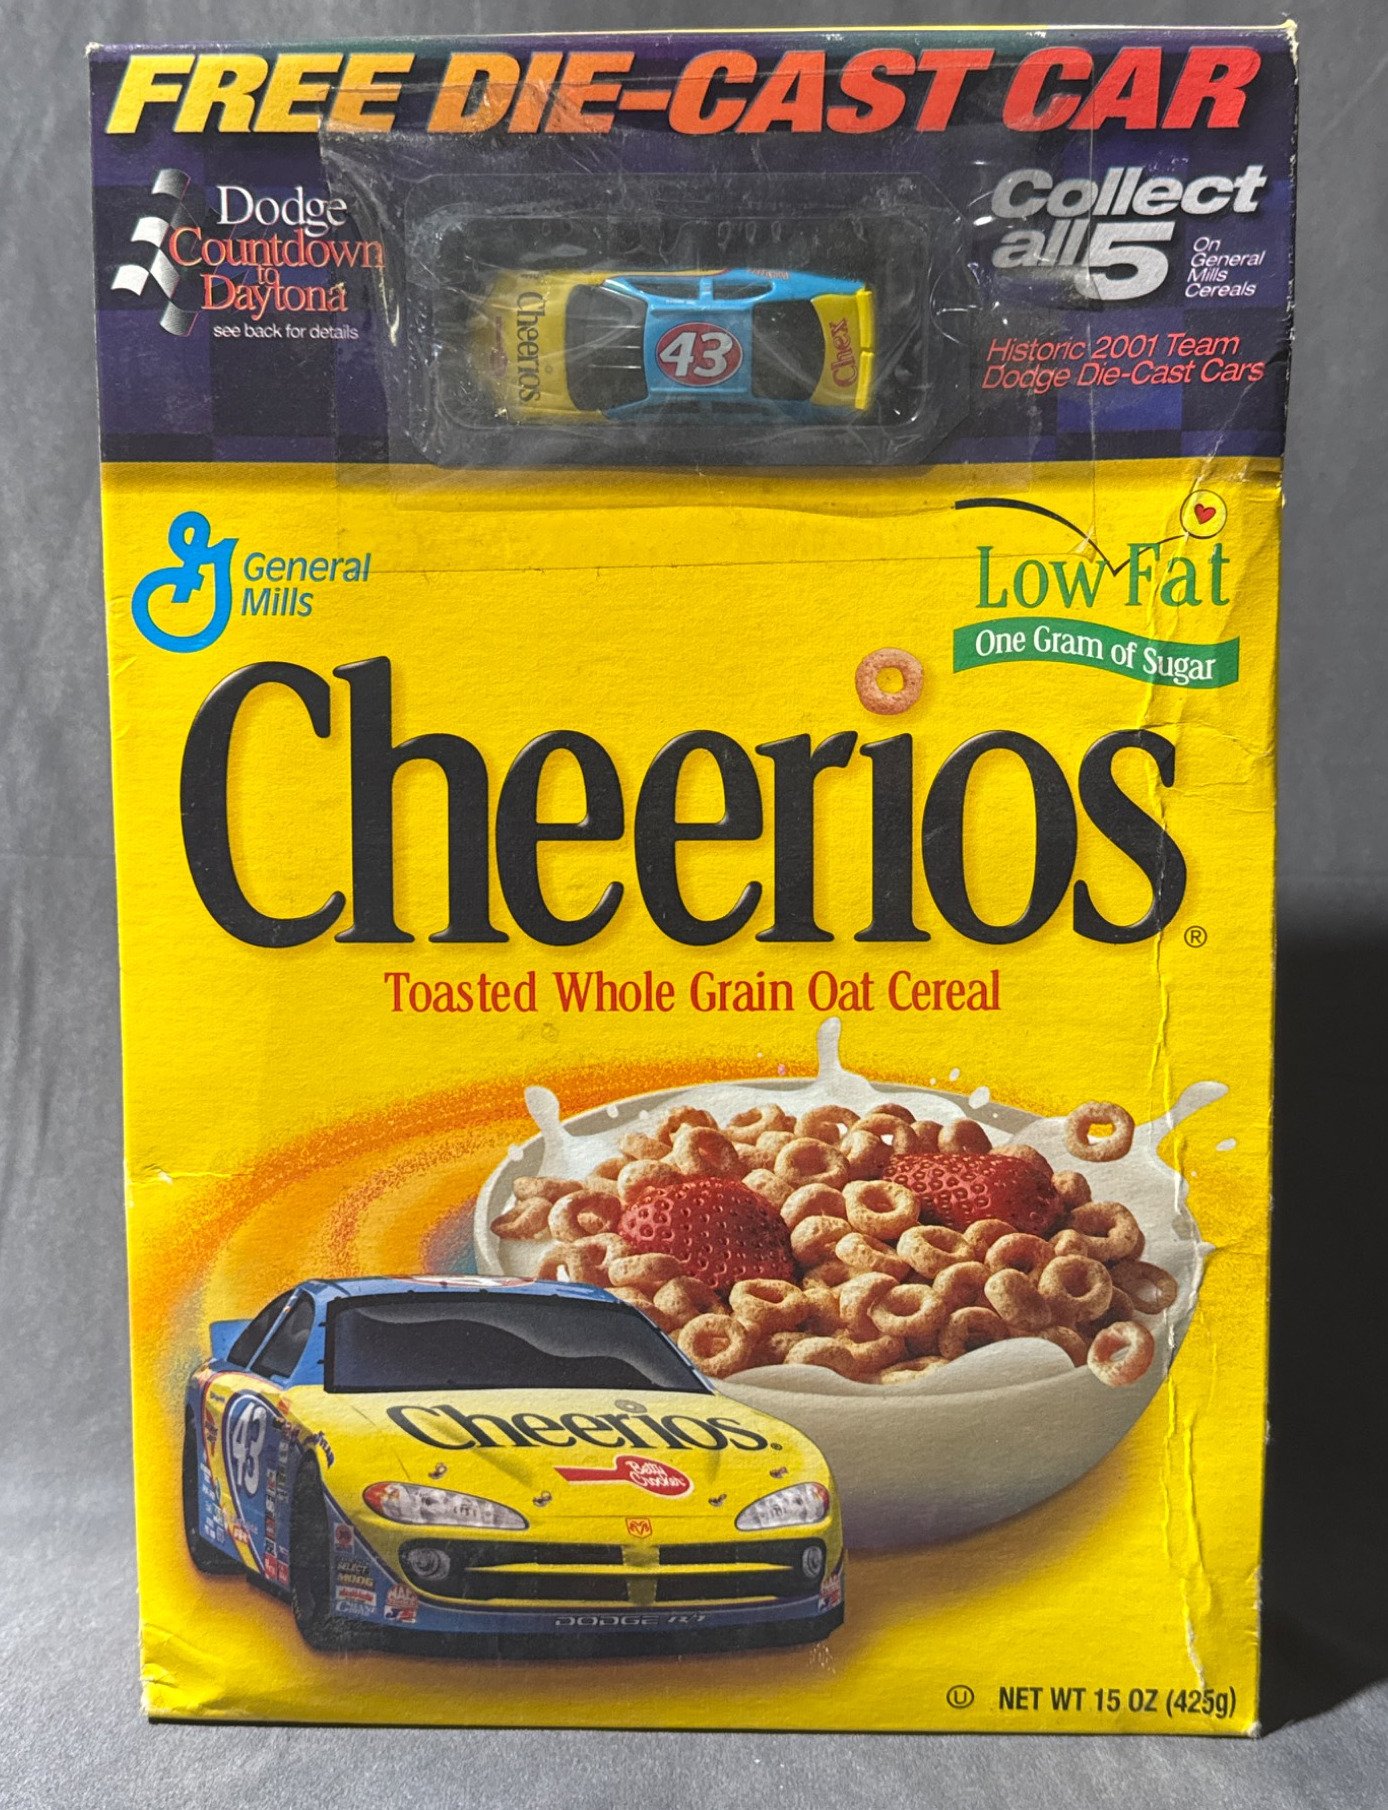 FREE DIE-CAST CAR
Dodge
Countdown
to
Daytona
see back for details
Collect
all 5
On
General
Mills
Cereals
Historic 2001 Team
Dodge Die-Cast Cars
Cheerios
43
Chex
General
Mills
Low Fat
One Gram of Sugar
Cheerios®
Toasted Whole Grain Oat Cereal
Cheerios®
Betty
Crocker
43
DODGE R/T
Ⓤ NET WT 15 OZ (425g)